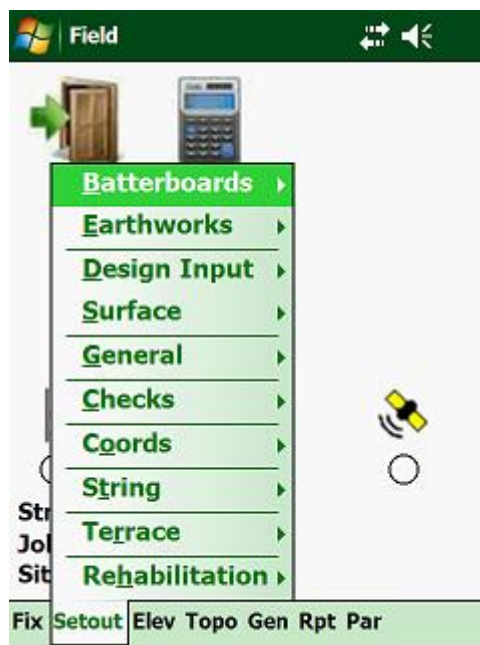 Field
Batterboards
Earthworks
Design Input
Surface
General
Checks
Coords
String
Terrace
Rehabilitation
Str
Jol
Sit
Fix Setout Elev Topo Gen Rpt Par